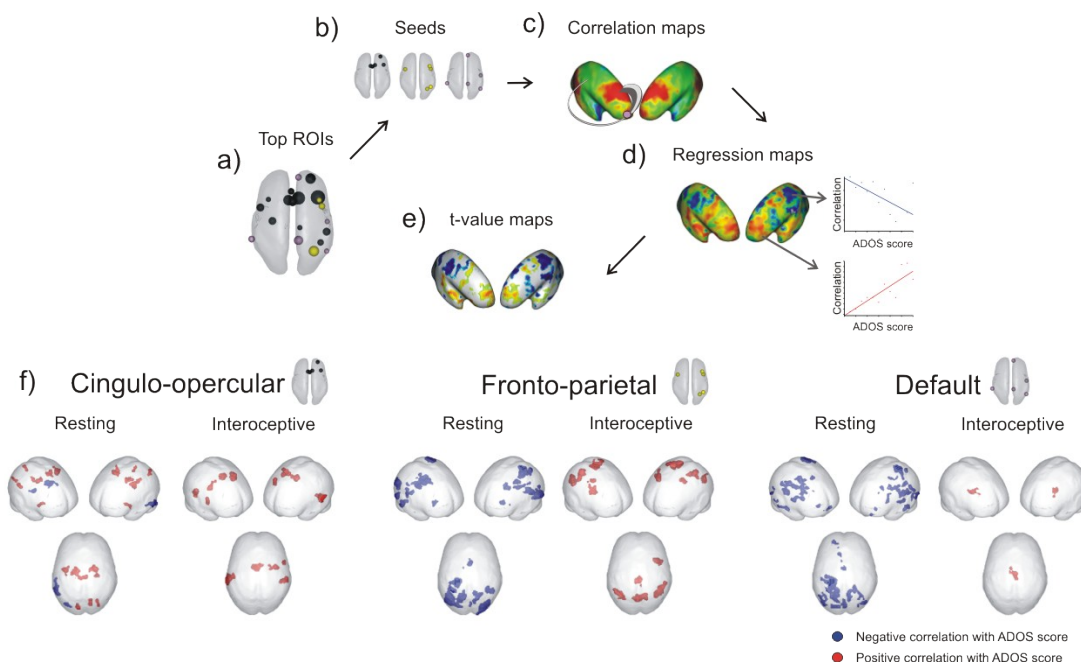 b)
Seeds
c)
Correlation maps
a)
Top ROIs
d)
Regression maps
Correlation
ADOS score
Correlation
ADOS score
e)
t-value maps
f)
Cingulo-opercular
Fronto-parietal
Default
Resting
Interoceptive
Resting
Interoceptive
Resting
Interoceptive
Negative correlation with ADOS score
Positive correlation with ADOS score